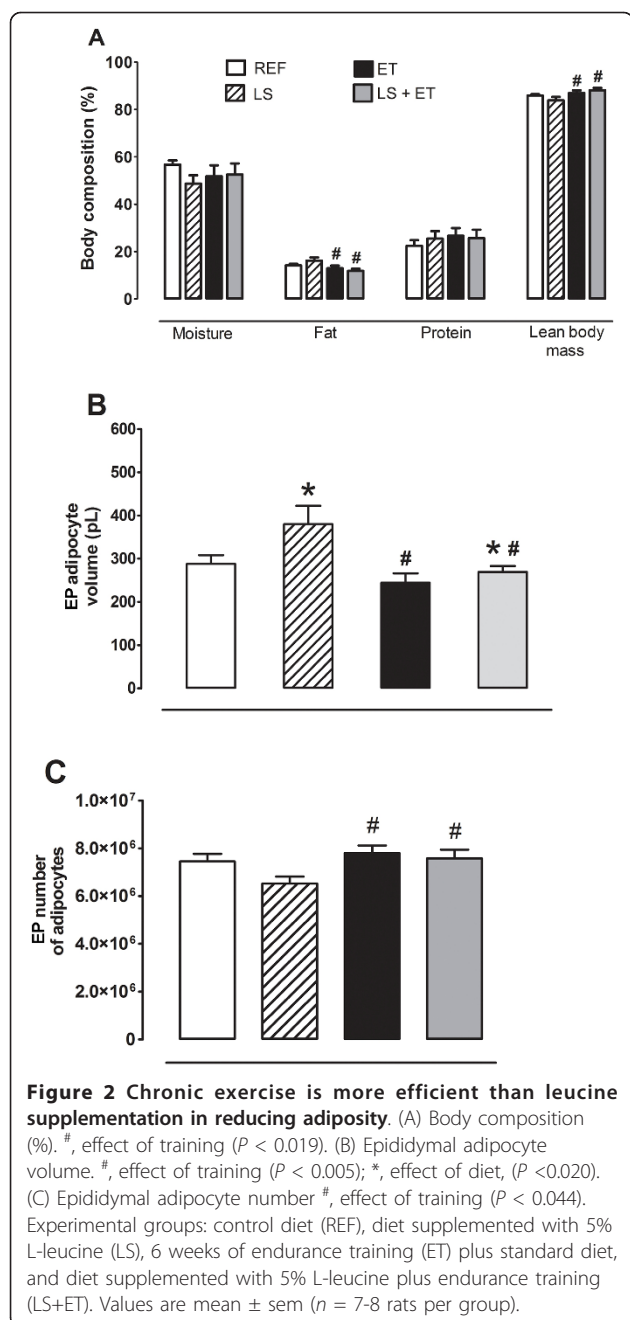 A
REF
ET
LS
LS + ET
Body composition (%)
100
80
60
40
20
0
# #
# #
Moisture
Fat
Protein
Lean body mass
B
EP adipocyte volume (pL)
600
500
400
300
200
100
0
*
#
* #
C
EP number of adipocytes
1.0×10⁷
8.0×10⁶
6.0×10⁶
4.0×10⁶
2.0×10⁶
0
#
#
Figure 2 Chronic exercise is more efficient than leucine
supplementation in reducing adiposity. (A) Body composition
(%). #, effect of training (P < 0.019). (B) Epididymal adipocyte
volume. #, effect of training (P < 0.005); *, effect of diet, (P <0.020).
(C) Epididymal adipocyte number #, effect of training (P < 0.044).
Experimental groups: control diet (REF), diet supplemented with 5%
L-leucine (LS), 6 weeks of endurance training (ET) plus standard diet,
and diet supplemented with 5% L-leucine plus endurance training
(LS+ET). Values are mean ± sem (n = 7-8 rats per group).